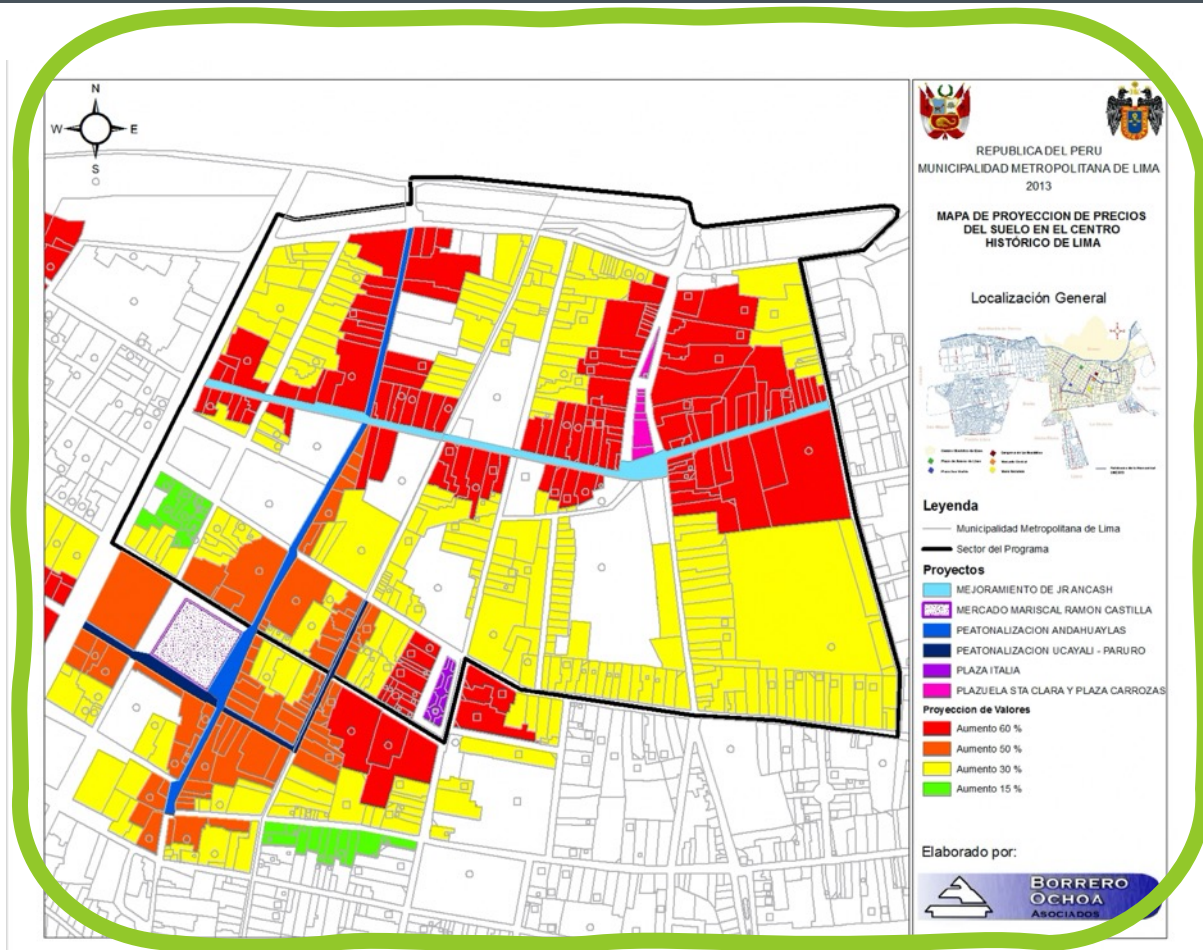 N
W
E
S
REPUBLICA DEL PERU
MUNICIPALIDAD METROPOLITANA DE LIMA
2013
MAPA DE PROYECCION DE PRECIOS
DEL SUELO EN EL CENTRO
HISTÓRICO DE LIMA
Localización General
Leyenda
Municipalidad Metropolitana de Lima
Sector del Programa
Proyectos
MEJORAMIENTO DE JR ANCASH
MERCADO MARISCAL RAMON CASTILLA
PEATONALIZACION ANDAHUAYLAS
PEATONALIZACION UCAYALI - PARURO
PLAZA ITALIA
PLAZUELA STA CLARA Y PLAZA CARROZAS
Proyeccion de Valores
Aumento 60 %
Aumento 50 %
Aumento 30 %
Aumento 15 %
Elaborado por:
BORRERO
OCHOA
ASOCIADOS